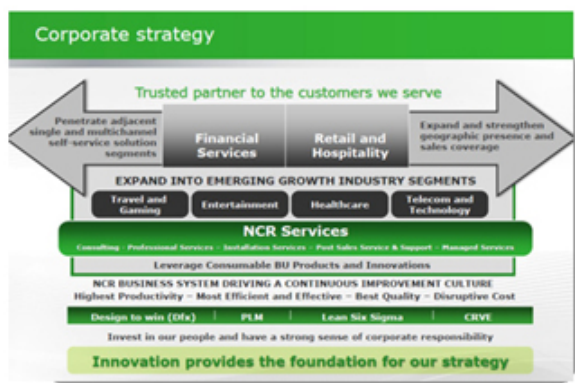 Corporate strategy
Trusted partner to the customers we serve
Penetrate adjacent
single and multichannel
self-service solution
segments
Financial
Services
Retail and
Hospitality
Expand and strengthen
geographic presence and
sales coverage
EXPAND INTO EMERGING GROWTH INDUSTRY SEGMENTS
Travel and
Gaming
Entertainment
Healthcare
Telecom and
Technology
NCR Services
Consulting - Professional Services - Installation Services - Post Sales Service & Support - Managed Services
Leverage Consumable BU Products and Innovations
NCR BUSINESS SYSTEM DRIVING A CONTINUOUS IMPROVEMENT CULTURE
Highest Productivity – Most Efficient and Effective – Best Quality – Disruptive Cost
Design to win (Dfx) | PLM | Lean Six Sigma | CRVE
Invest in our people and have a strong sense of corporate responsibility
Innovation provides the foundation for our strategy